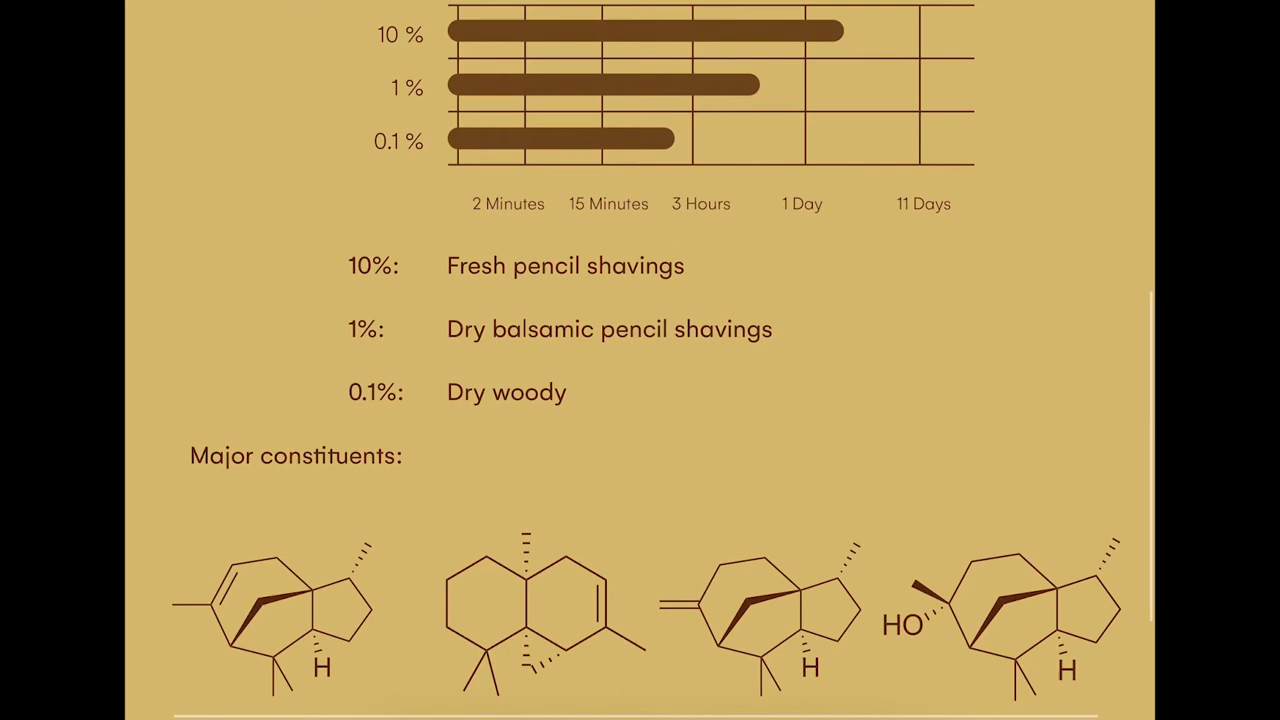 10 %
1 %
0.1 %
2 Minutes 15 Minutes 3 Hours 1 Day 11 Days
10%: Fresh pencil shavings
1%: Dry balsamic pencil shavings
0.1%: Dry woody
Major constituents:
HO
H H H